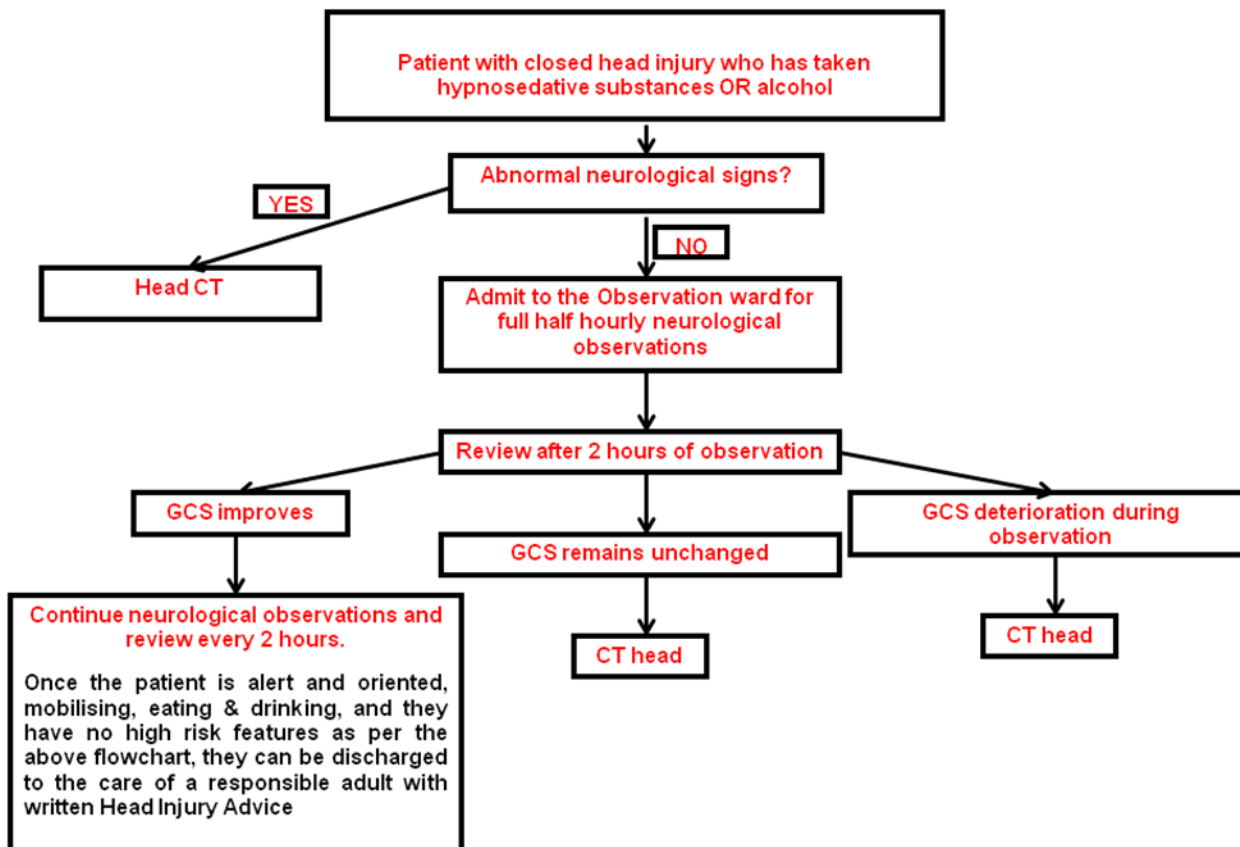 Patient with closed head injury who has taken
hypnosedative substances OR alcohol
Abnormal neurological signs?
YES
NO
Head CT
Admit to the Observation ward for
full half hourly neurological
observations
Review after 2 hours of observation
GCS improves
GCS remains unchanged
GCS deterioration during
observation
Continue neurological observations and
review every 2 hours.
Once the patient is alert and oriented,
mobilising, eating & drinking, and they
have no high risk features as per the
above flowchart, they can be discharged
to the care of a responsible adult with
written Head Injury Advice
CT head
CT head